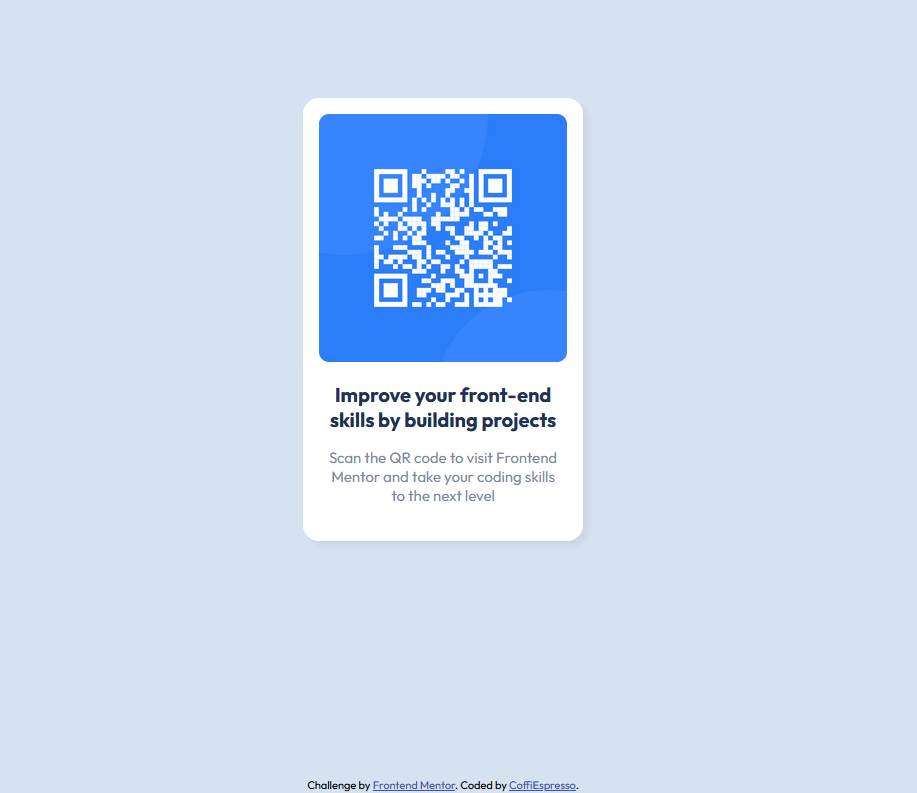 Improve your front-end
skills by building projects
Scan the QR code to visit Frontend
Mentor and take your coding skills
to the next level
Challenge by Frontend Mentor. Coded by CoffiEspresso.